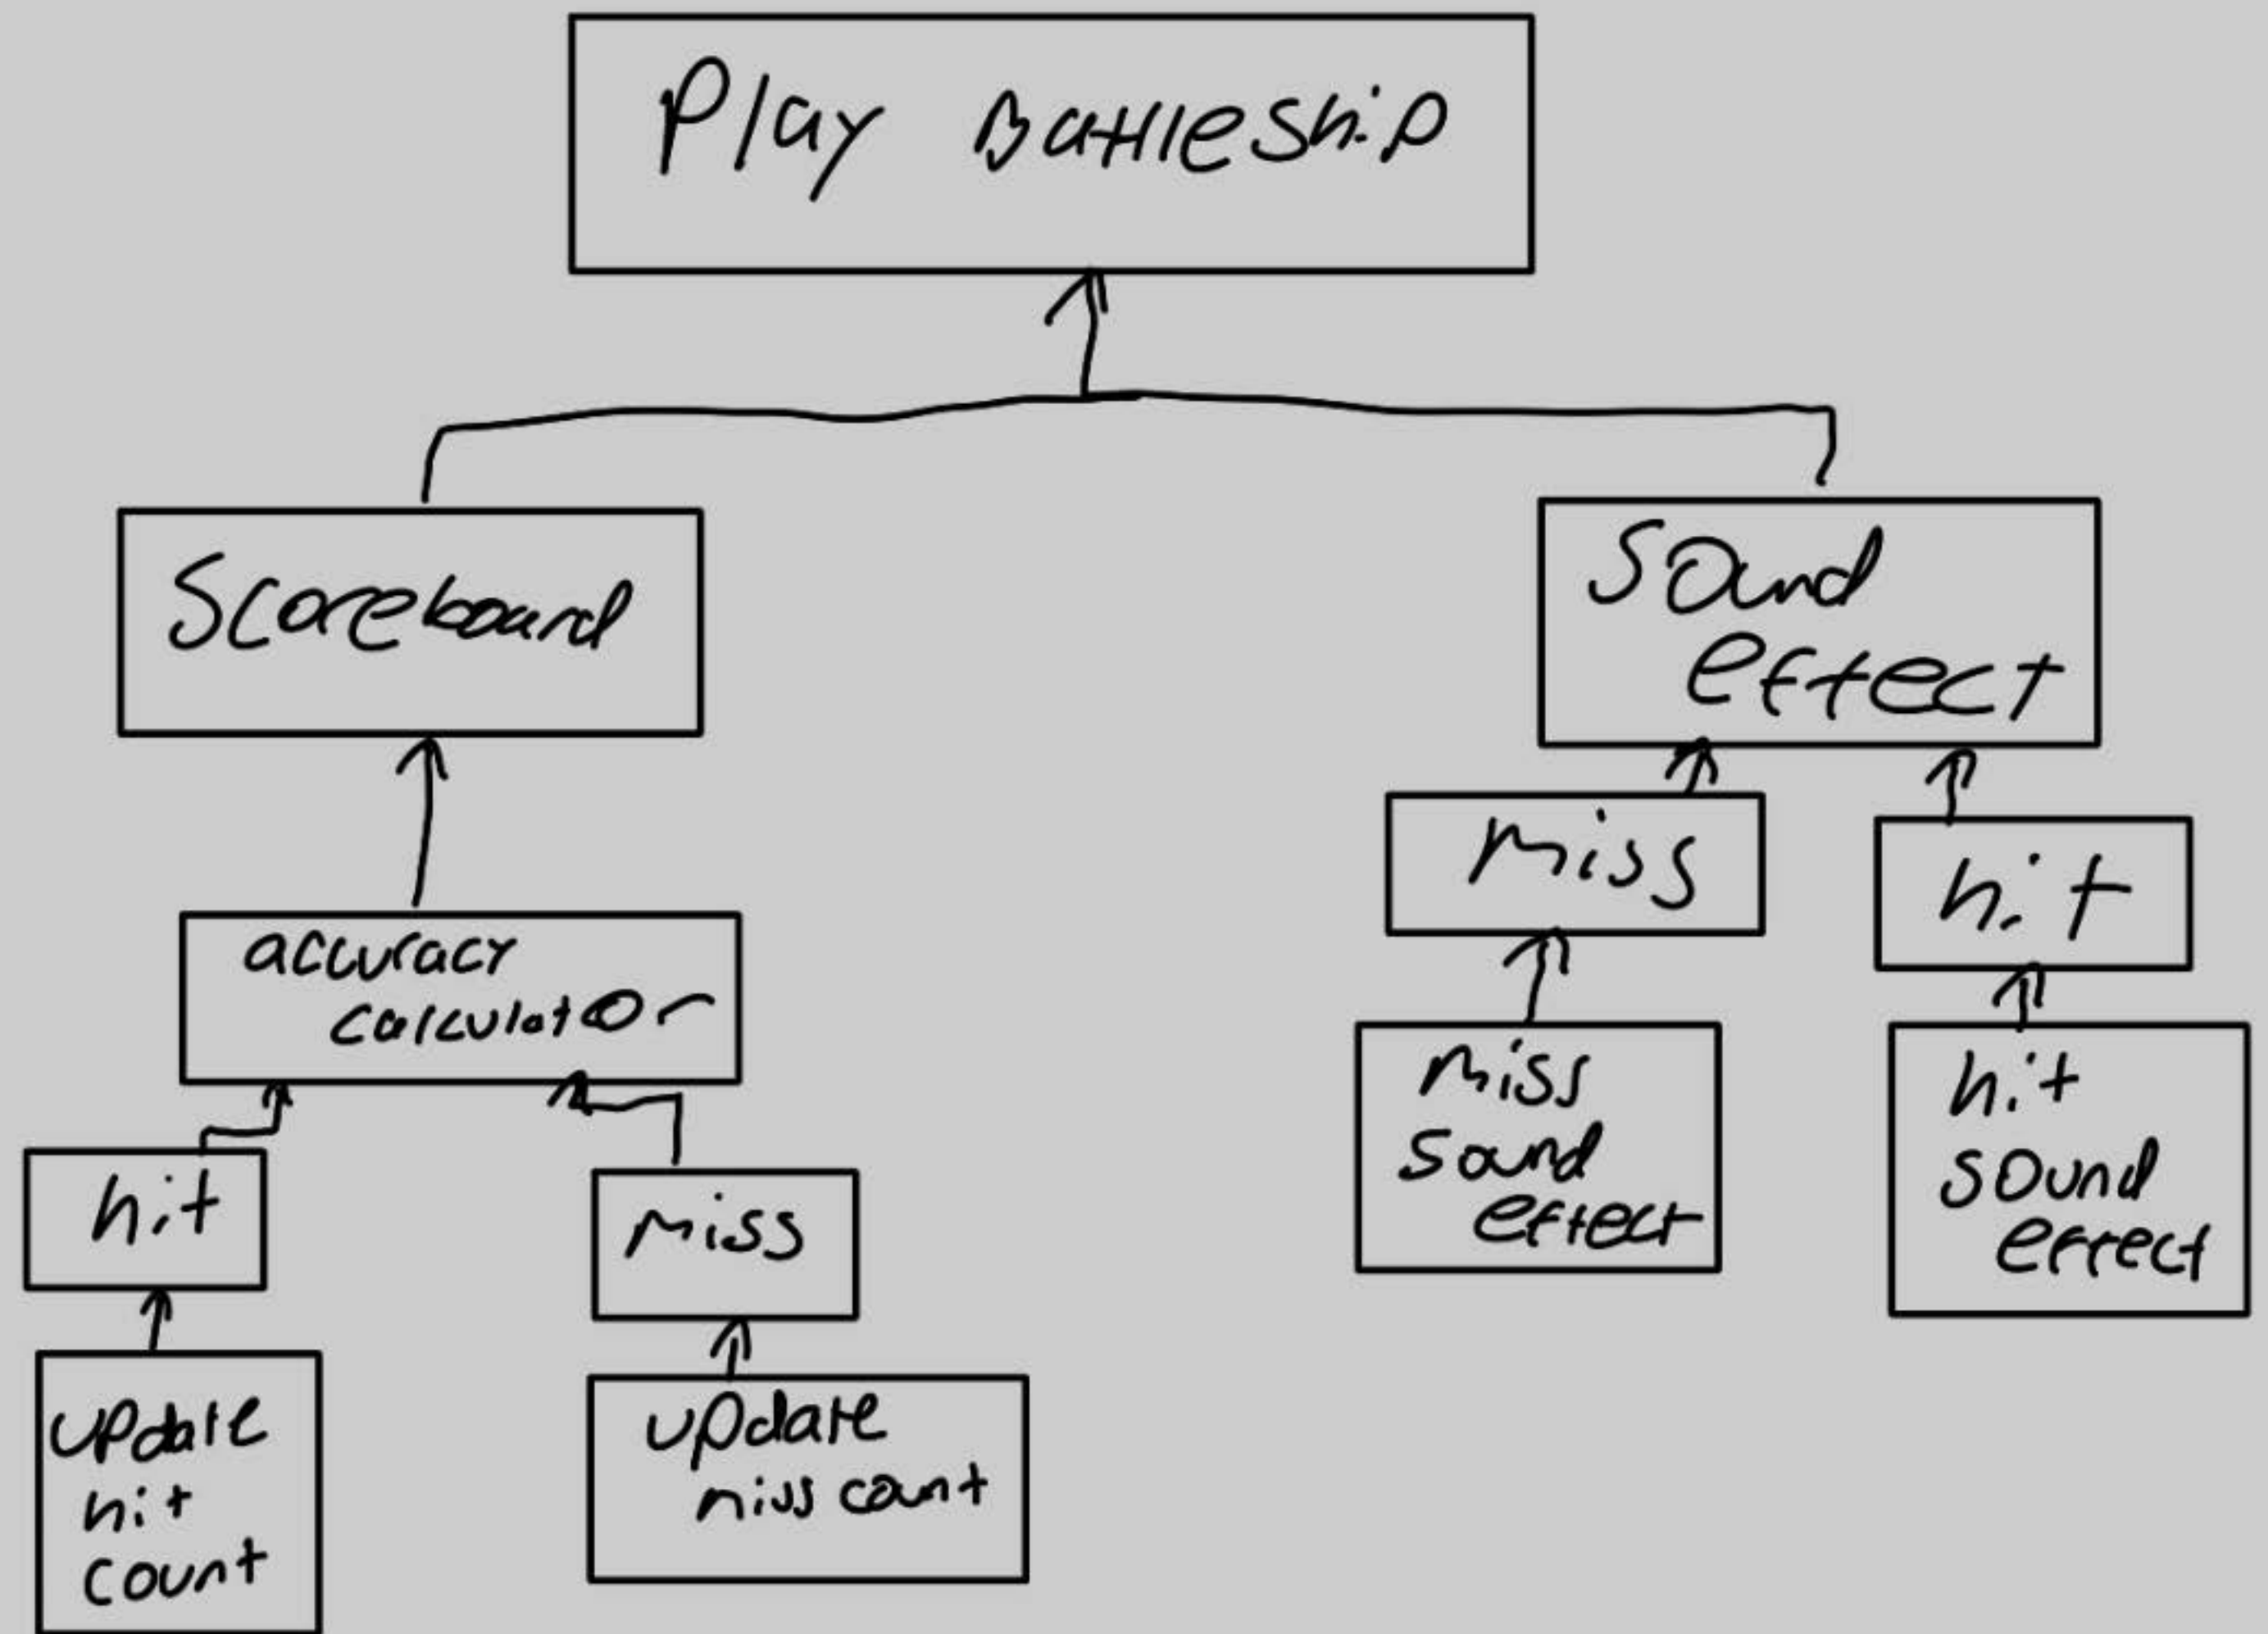 Play Battleship
Scoreboard
Sound
effect
miss
hit
accuracy
calculator
miss
sound
effect
hit
sound
effect
hit
miss
update
hit
count
update
miss count